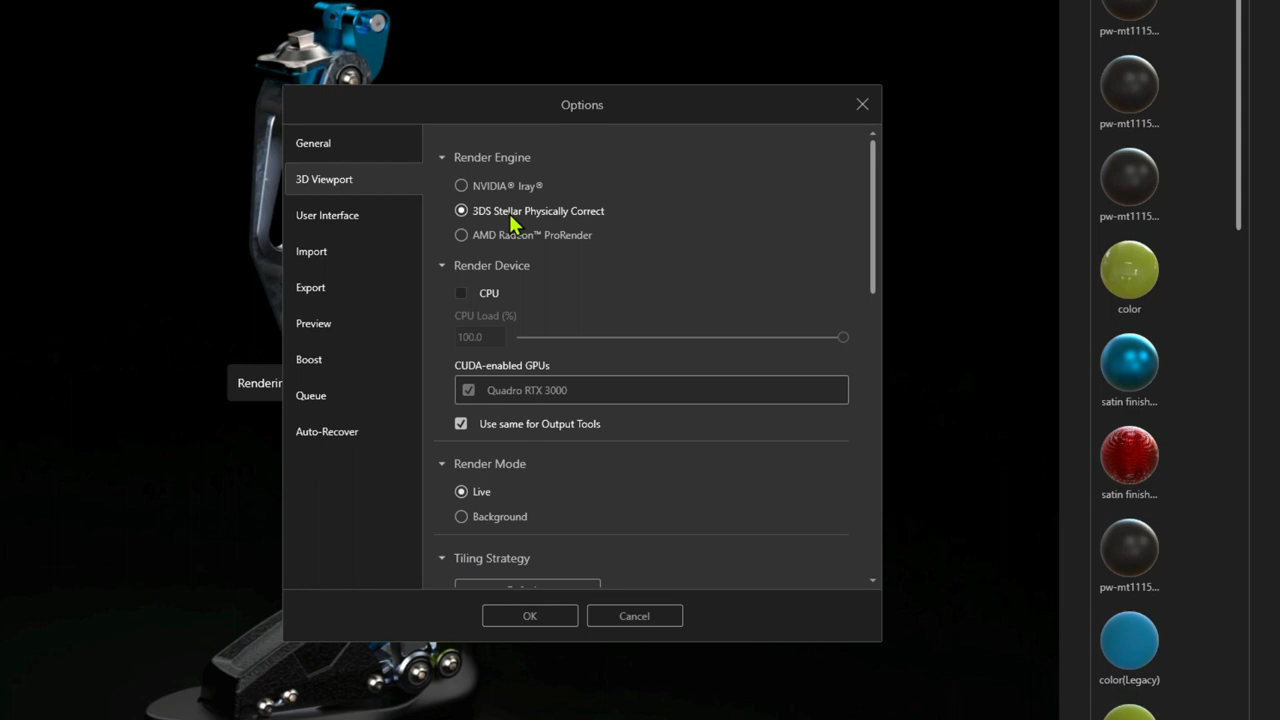 Options
General
3D Viewport
User Interface
Import
Export
Preview
Boost
Queue
Auto-Recover
Render Engine
NVIDIA® Iray®
3DS Stellar Physically Correct
AMD Radeon™ ProRender
Render Device
CPU
CPU Load (%)
100.0
CUDA-enabled GPUs
Quadro RTX 3000
Use same for Output Tools
Render Mode
Live
Background
Tiling Strategy
OK
Cancel
pw-mt1115...
pw-mt1115...
pw-mt1115...
color
satin finish...
satin finish...
pw-mt1115...
color(Legacy)